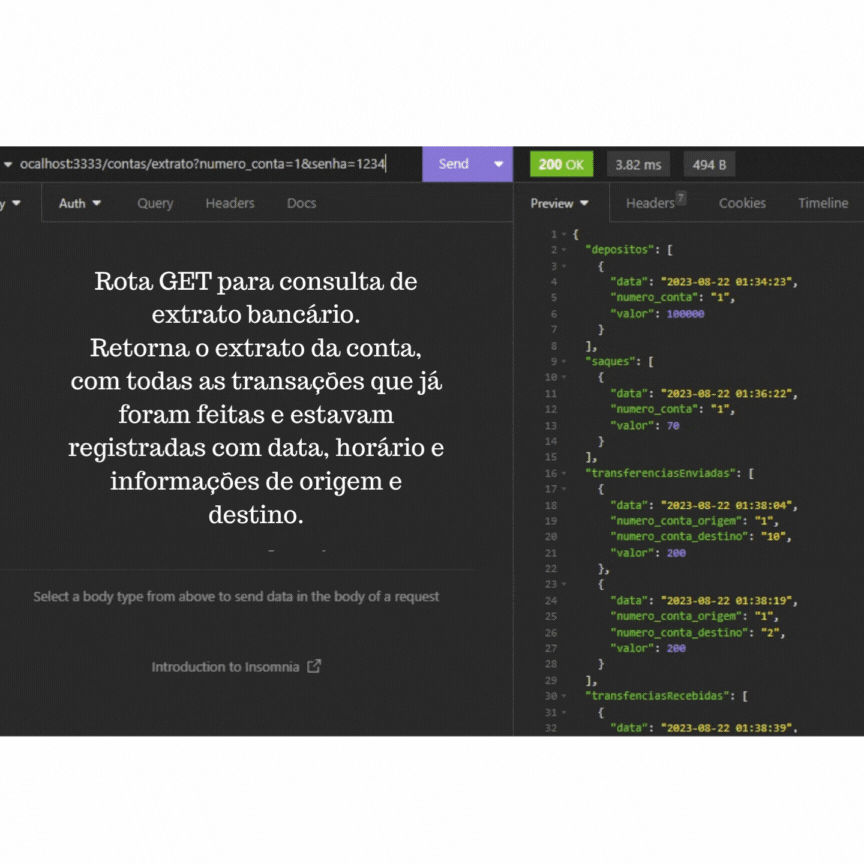 ocalhost:3333/contas/extrato?numero_conta=1&senha=1234
Send
200 OK
3.82 ms
494 B
y
Auth
Query
Headers
Docs
Preview
Headers 7
Cookies
Timeline
Rota GET para consulta de
extrato bancário.
Retorna o extrato da conta,
com todas as transações que já
foram feitas e estavam
registradas com data, horário e
informações de origem e
destino.
Select a body type from above to send data in the body of a request
Introduction to Insomnia
1 {
2 "depositos": [
3 {
4 "data": "2023-08-22 01:34:23",
5 "numero_conta": "1",
6 "valor": 100000
7 }
8 ],
9 "saques": [
10 {
11 "data": "2023-08-22 01:36:22",
12 "numero_conta": "1",
13 "valor": 70
14 }
15 ],
16 "transferenciasEnviadas": [
17 {
18 "data": "2023-08-22 01:38:04",
19 "numero_conta_origem": "1",
20 "numero_conta_destino": "10",
21 "valor": 200
22 },
23 {
24 "data": "2023-08-22 01:38:19",
25 "numero_conta_origem": "1",
26 "numero_conta_destino": "2",
27 "valor": 200
28 }
29 ],
30 "transfenciasRecebidas": [
31 {
32 "data": "2023-08-22 01:38:39",